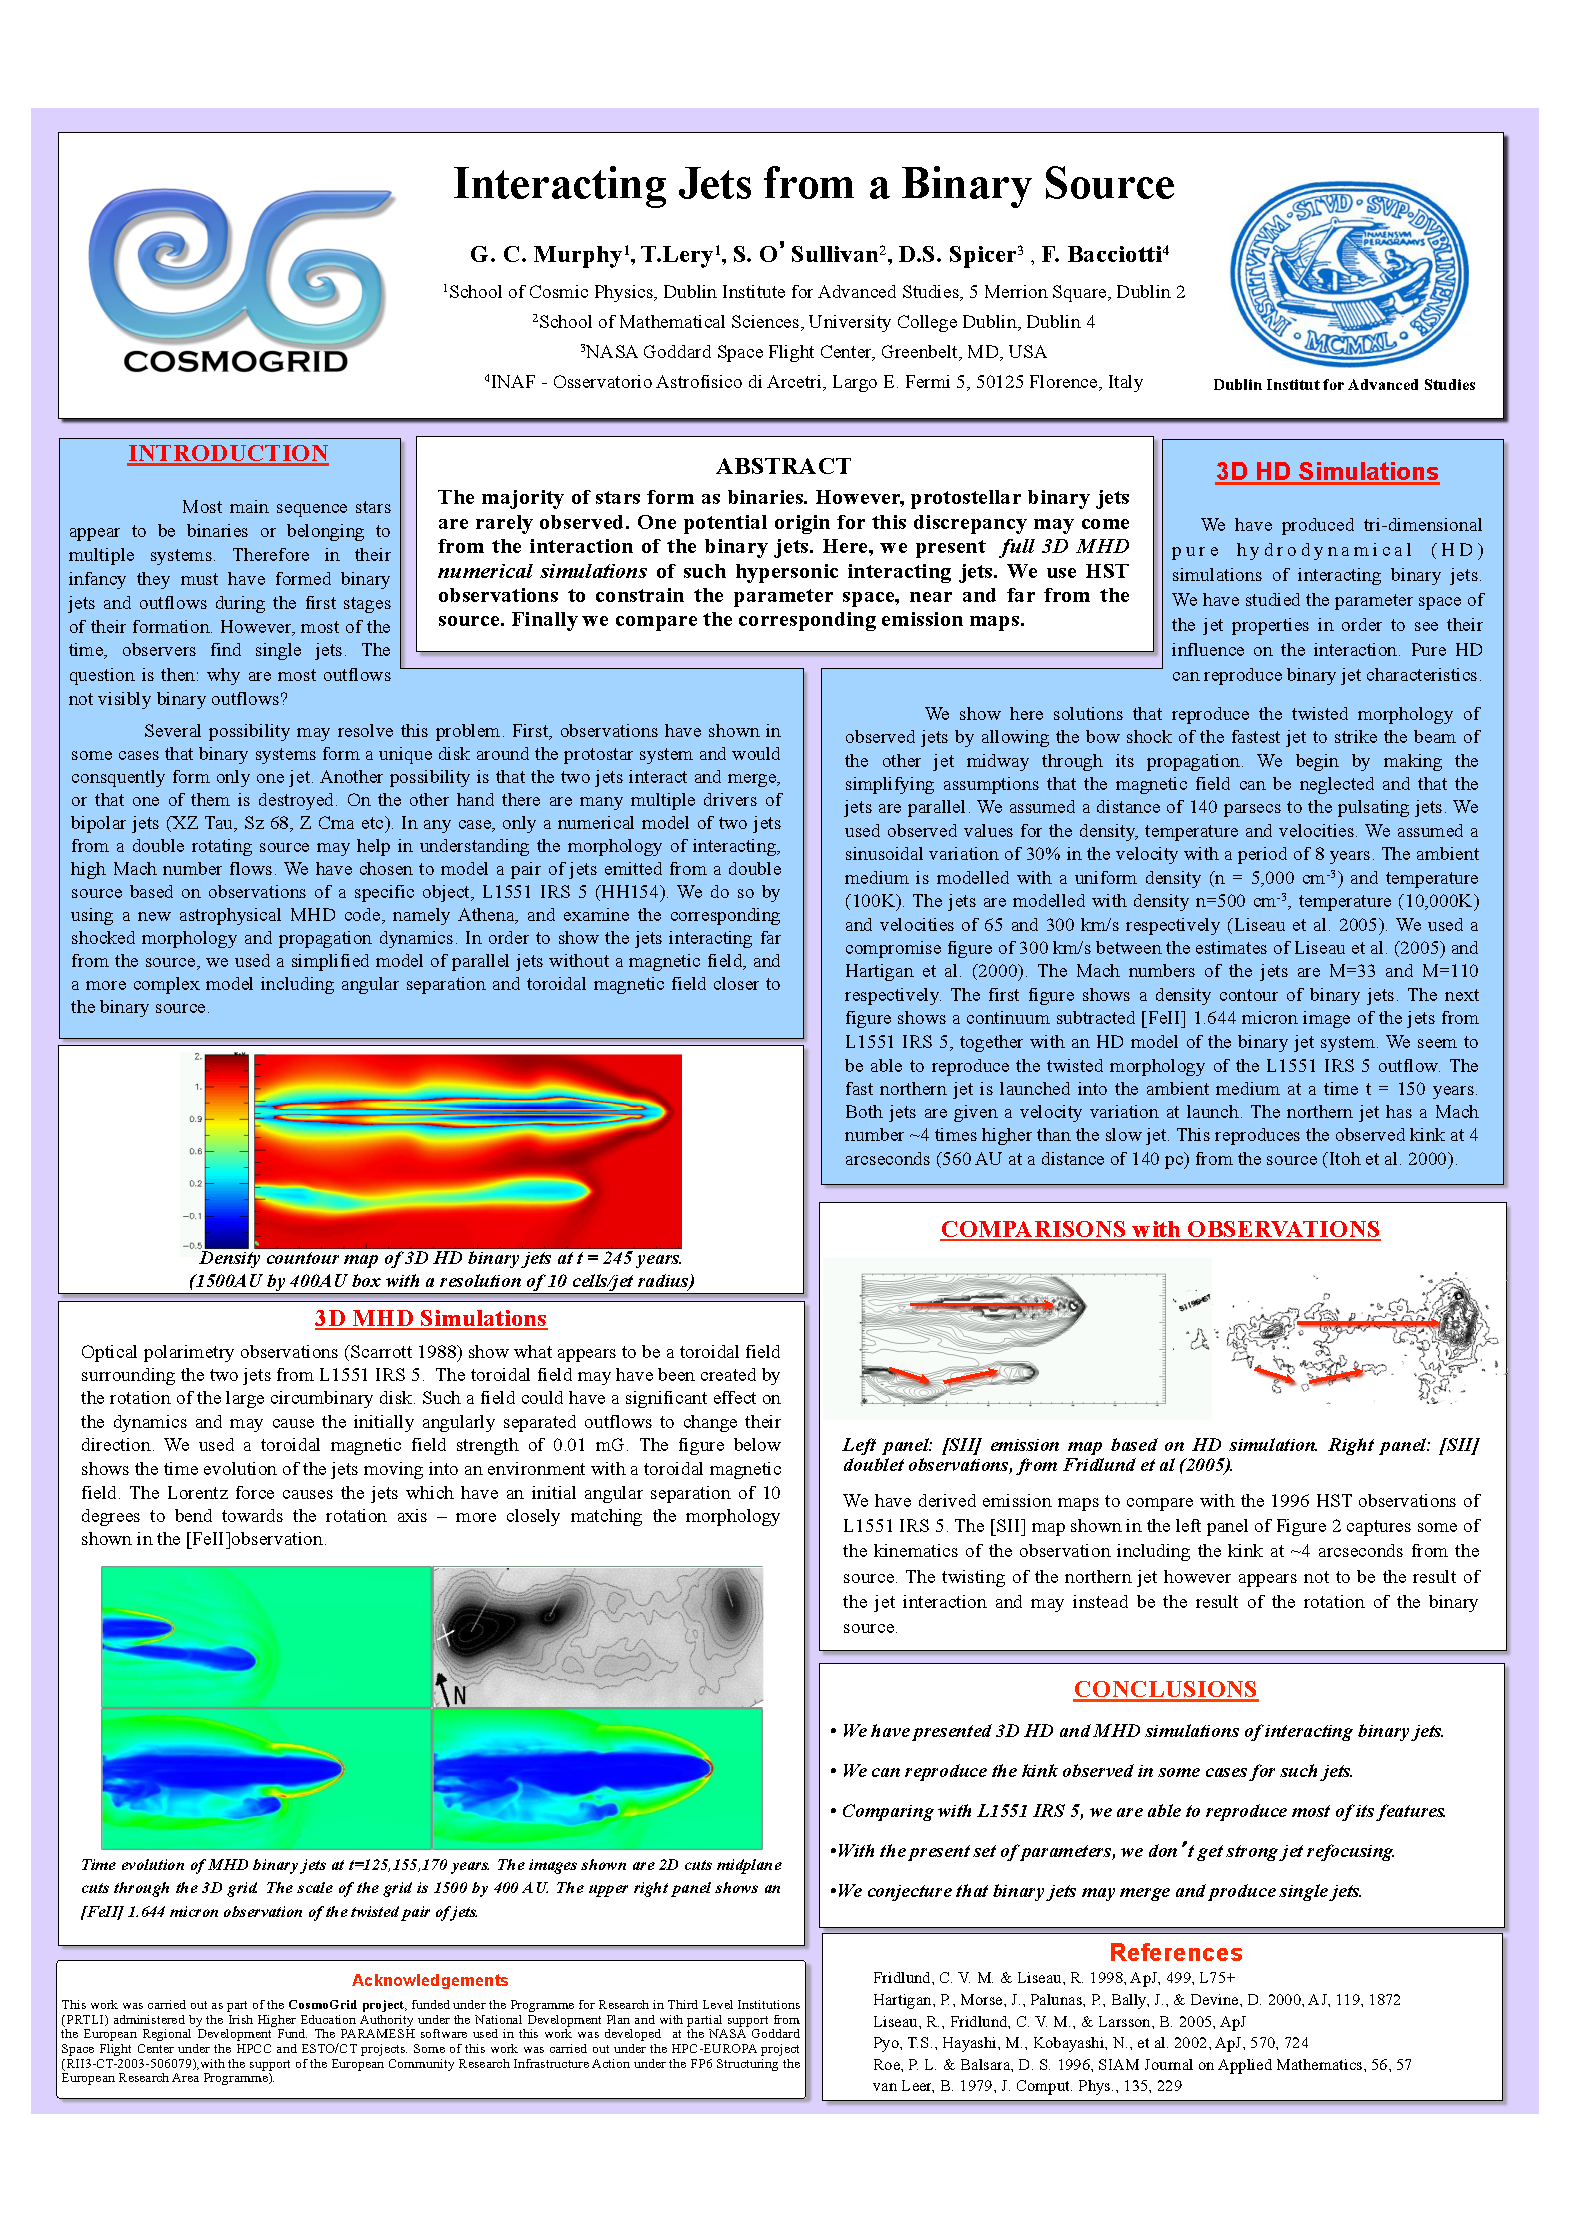 Interacting Jets from a Binary Source
G. C. Murphy1, T.Lery1, S. O’Sullivan2, D.S. Spicer3 , F. Bacciotti4
1School of Cosmic Physics, Dublin Institute for Advanced Studies, 5 Merrion Square, Dublin 2
2School of Mathematical Sciences, University College Dublin, Dublin 4
3NASA Goddard Space Flight Center, Greenbelt, MD, USA
4INAF - Osservatorio Astrofisico di Arcetri, Largo E. Fermi 5, 50125 Florence, Italy
COSMOGRID
INSTITVTVM · STVD · SVP · DVBLINENSE · MCMXL ·
INMENSVM
PERAGRAMVS
Dublin Institut for Advanced Studies
INTRODUCTION
Most main sequence stars
appear to be binaries or belonging to
multiple systems. Therefore in their
infancy they must have formed binary
jets and outflows during the first stages
of their formation. However, most of the
time, observers find single jets. The
question is then: why are most outflows
not visibly binary outflows?
Several possibility may resolve this problem. First, observations have shown in
some cases that binary systems form a unique disk around the protostar system and would
consquently form only one jet. Another possibility is that the two jets interact and merge,
or that one of them is destroyed. On the other hand there are many multiple drivers of
bipolar jets (XZ Tau, Sz 68, Z Cma etc). In any case, only a numerical model of two jets
from a double rotating source may help in understanding the morphology of interacting,
high Mach number flows. We have chosen to model a pair of jets emitted from a double
source based on observations of a specific object, L1551 IRS 5 (HH154). We do so by
using a new astrophysical MHD code, namely Athena, and examine the corresponding
shocked morphology and propagation dynamics. In order to show the jets interacting far
from the source, we used a simplified model of parallel jets without a magnetic field, and
a more complex model including angular separation and toroidal magnetic field closer to
the binary source.
ABSTRACT
The majority of stars form as binaries. However, protostellar binary jets
are rarely observed. One potential origin for this discrepancy may come
from the interaction of the binary jets. Here, we present full 3D MHD
numerical simulations of such hypersonic interacting jets. We use HST
observations to constrain the parameter space, near and far from the
source. Finally we compare the corresponding emission maps.
3D HD Simulations
We have produced tri-dimensional
pure hydrodynamical (HD)
simulations of interacting binary jets.
We have studied the parameter space of
the jet properties in order to see their
influence on the interaction. Pure HD
can reproduce binary jet characteristics.
We show here solutions that reproduce the twisted morphology of
observed jets by allowing the bow shock of the fastest jet to strike the beam of
the other jet midway through its propagation. We begin by making the
simplifying assumptions that the magnetic field can be neglected and that the
jets are parallel. We assumed a distance of 140 parsecs to the pulsating jets. We
used observed values for the density, temperature and velocities. We assumed a
sinusoidal variation of 30% in the velocity with a period of 8 years. The ambient
medium is modelled with a uniform density (n = 5,000 cm-3) and temperature
(100K). The jets are modelled with density n=500 cm-3, temperature (10,000K)
and velocities of 65 and 300 km/s respectively (Liseau et al. 2005). We used a
compromise figure of 300 km/s between the estimates of Liseau et al. (2005) and
Hartigan et al. (2000). The Mach numbers of the jets are M=33 and M=110
respectively. The first figure shows a density contour of binary jets. The next
figure shows a continuum subtracted [FeII] 1.644 micron image of the jets from
L1551 IRS 5, together with an HD model of the binary jet system. We seem to
be able to reproduce the twisted morphology of the L1551 IRS 5 outflow. The
fast northern jet is launched into the ambient medium at a time t = 150 years.
Both jets are given a velocity variation at launch. The northern jet has a Mach
number ~4 times higher than the slow jet. This reproduces the observed kink at 4
arcseconds (560 AU at a distance of 140 pc) from the source (Itoh et al. 2000).
2.
1.
0.9
0.6
0.2
-0.1
-0.5
Density countour map of 3D HD binary jets at t = 245 years.
(1500AU by 400AU box with a resolution of 10 cells/jet radius)
3D MHD Simulations
Optical polarimetry observations (Scarrott 1988) show what appears to be a toroidal field
surrounding the two jets from L1551 IRS 5. The toroidal field may have been created by
the rotation of the large circumbinary disk. Such a field could have a significant effect on
the dynamics and may cause the initially angularly separated outflows to change their
direction. We used a toroidal magnetic field strength of 0.01 mG. The figure below
shows the time evolution of the jets moving into an environment with a toroidal magnetic
field. The Lorentz force causes the jets which have an initial angular separation of 10
degrees to bend towards the rotation axis – more closely matching the morphology
shown in the [FeII]observation.
N
Time evolution of MHD binary jets at t=125,155,170 years. The images shown are 2D cuts midplane
cuts through the 3D grid. The scale of the grid is 1500 by 400 AU. The upper right panel shows an
[FeII] 1.644 micron observation of the twisted pair of jets.
COMPARISONS with OBSERVATIONS
Left panel: [SII] emission map based on HD simulation. Right panel: [SII]
doublet observations, from Fridlund et al (2005).
We have derived emission maps to compare with the 1996 HST observations of
L1551 IRS 5. The [SII] map shown in the left panel of Figure 2 captures some of
the kinematics of the observation including the kink at ~4 arcseconds from the
source. The twisting of the northern jet however appears not to be the result of
the jet interaction and may instead be the result of the rotation of the binary
source.
CONCLUSIONS
• We have presented 3D HD and MHD simulations of interacting binary jets.
• We can reproduce the kink observed in some cases for such jets.
• Comparing with L1551 IRS 5, we are able to reproduce most of its features.
•With the present set of parameters, we don’t get strong jet refocusing.
•We conjecture that binary jets may merge and produce single jets.
Acknowledgements
This work was carried out as part of the CosmoGrid project, funded under the Programme for Research in Third Level Institutions
(PRTLI) administered by the Irish Higher Education Authority under the National Development Plan and with partial support from
the European Regional Development Fund. The PARAMESH software used in this work was developed at the NASA Goddard
Space Flight Center under the HPCC and ESTO/CT projects. Some of this work was carried out under the HPC-EUROPA project
(RII3-CT-2003-506079),with the support of the European Community Research Infrastructure Action under the FP6 Structuring the
European Research Area Programme).
References
Fridlund, C. V. M. & Liseau, R. 1998, ApJ, 499, L75+
Hartigan, P., Morse, J., Palunas, P., Bally, J., & Devine, D. 2000, AJ, 119, 1872
Liseau, R., Fridlund, C. V. M., & Larsson, B. 2005, ApJ
Pyo, T.S., Hayashi, M., Kobayashi, N., et al. 2002, ApJ, 570, 724
Roe, P. L. & Balsara, D. S. 1996, SIAM Journal on Applied Mathematics, 56, 57
van Leer, B. 1979, J. Comput. Phys., 135, 229